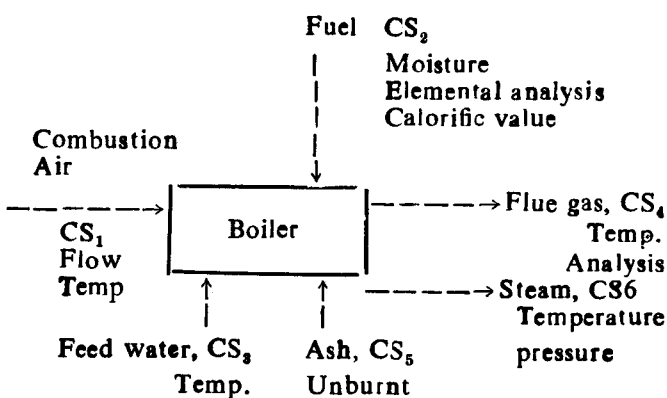 Fuel CS₂
Moisture
Elemental analysis
Calorific value
Combustion
Air
Boiler
CS₁
Flow
Temp
Flue gas, CS₄
Temp.
Analysis
Steam, CS6
Temperature
pressure
Feed water, CS₃
Temp.
Ash, CS₅
Unburnt